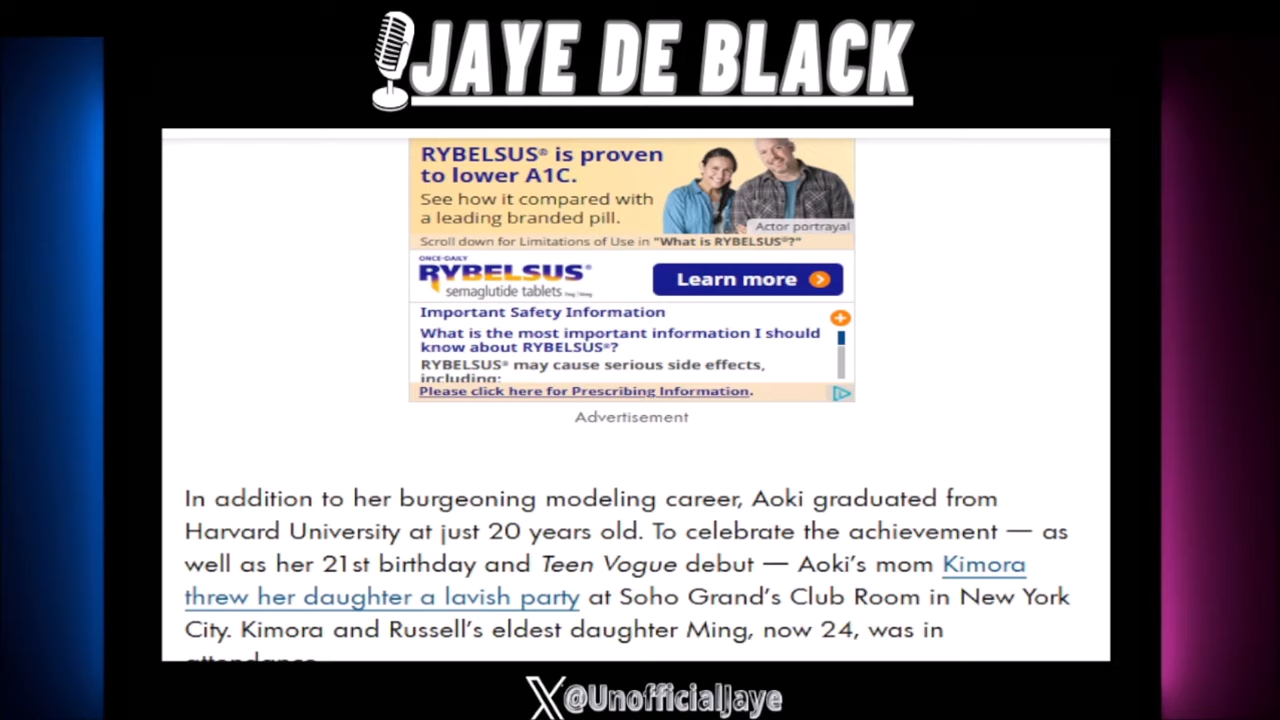 JAYE DE BLACK
RYBELSUS® is proven
to lower A1C.
See how it compared with
a leading branded pill.
Actor portrayal
Scroll down for Limitations of Use in "What is RYBELSUS®?"
ONCE-DAILY
RYBELSUS®
semaglutide tablets
Learn more
Important Safety Information
What is the most important information I should
know about RYBELSUS®?
RYBELSUS® may cause serious side effects,
including:
Please click here for Prescribing Information.
Advertisement
In addition to her burgeoning modeling career, Aoki graduated from
Harvard University at just 20 years old. To celebrate the achievement — as
well as her 21st birthday and Teen Vogue debut — Aoki's mom Kimora
threw her daughter a lavish party at Soho Grand's Club Room in New York
City. Kimora and Russell's eldest daughter Ming, now 24, was in
attendance.
X@UnofficialJaye